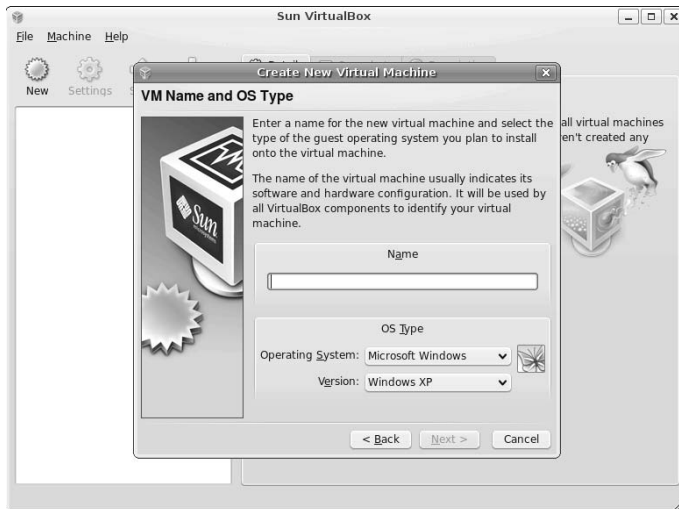 Sun VirtualBox
File Machine Help
New Settings
Create New Virtual Machine
VM Name and OS Type
Enter a name for the new virtual machine and select the
type of the guest operating system you plan to install
onto the virtual machine.
The name of the virtual machine usually indicates its
software and hardware configuration. It will be used by
all VirtualBox components to identify your virtual
machine.
all virtual machines
en't created any
Sun
Name
OS Type
Operating System: Microsoft Windows
Version: Windows XP
< Back Next > Cancel